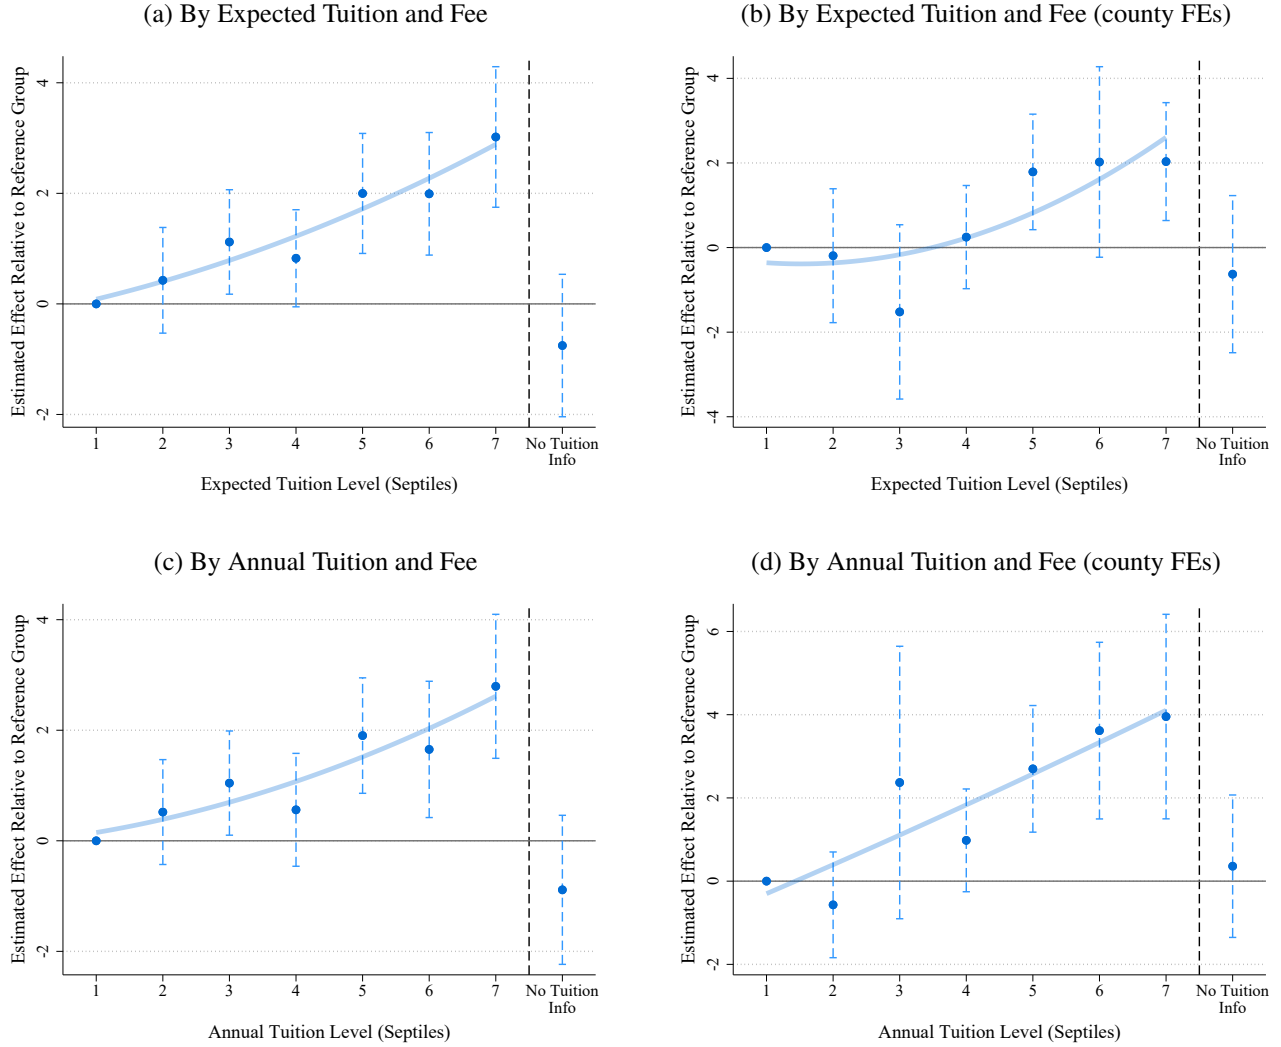 (a) By Expected Tuition and Fee
Estimated Effect Relative to Reference Group
4
2
0
-2
1 2 3 4 5 6 7 No Tuition
Info
Expected Tuition Level (Septiles)
(b) By Expected Tuition and Fee (county FEs)
Estimated Effect Relative to Reference Group
4
2
0
-2
-4
1 2 3 4 5 6 7 No Tuition
Info
Expected Tuition Level (Septiles)
(c) By Annual Tuition and Fee
Estimated Effect Relative to Reference Group
4
2
0
-2
1 2 3 4 5 6 7 No Tuition
Info
Annual Tuition Level (Septiles)
(d) By Annual Tuition and Fee (county FEs)
Estimated Effect Relative to Reference Group
6
4
2
0
-2
1 2 3 4 5 6 7 No Tuition
Info
Annual Tuition Level (Septiles)